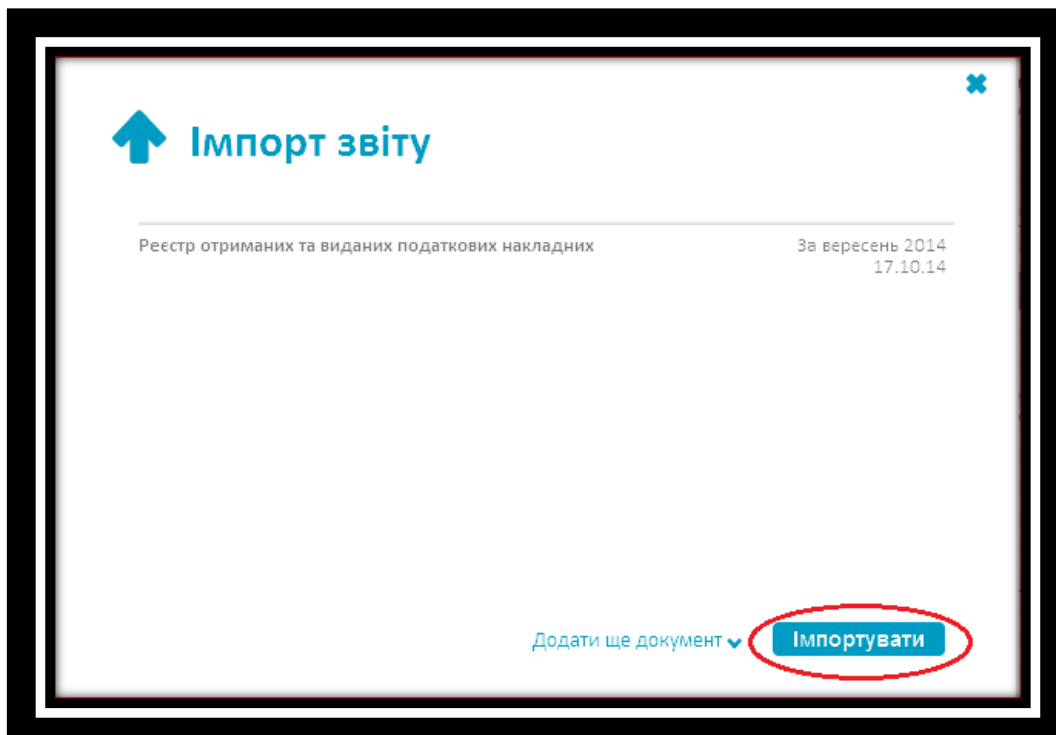 Імпорт звіту
Реєстр отриманих та виданих податкових накладних
За вересень 2014
17.10.14
Додати ще документ
Імпортувати